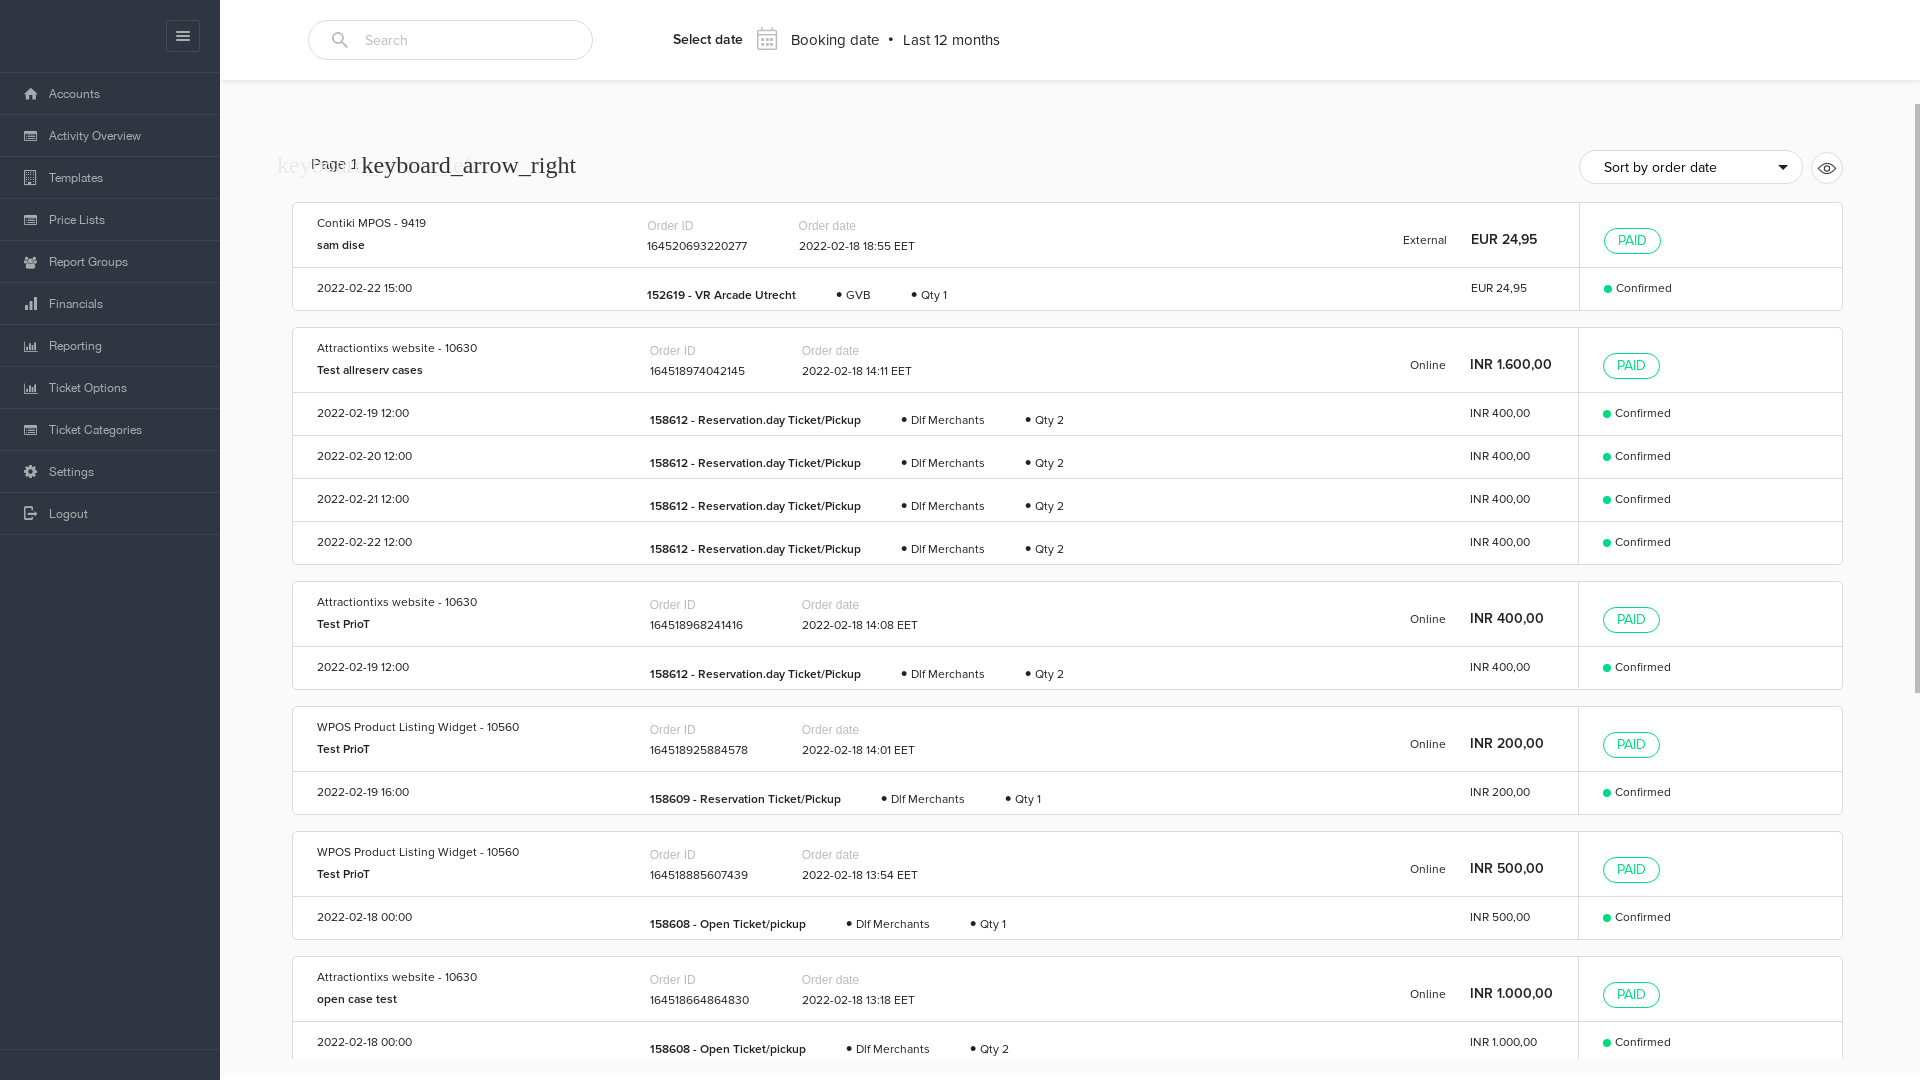 Search
Select date Booking date • Last 12 months
Accounts
Activity Overview
Templates
Price Lists
Report Groups
Financials
Reporting
Ticket Options
Ticket Categories
Settings
Logout
Page 1 keyboard_arrow_right
Sort by order date
Contiki MPOS - 9419 Order ID Order date
sam dise 164520693220277 2022-02-18 18:55 EET External EUR 24,95 PAID
2022-02-22 15:00 152619 - VR Arcade Utrecht • GVB • Qty 1 EUR 24,95 Confirmed
Attractiontixs website - 10630 Order ID Order date
Test allreserv cases 164518974042145 2022-02-18 14:11 EET Online INR 1.600,00 PAID
2022-02-19 12:00 158612 - Reservation.day Ticket/Pickup • Dlf Merchants • Qty 2 INR 400,00 Confirmed
2022-02-20 12:00 158612 - Reservation.day Ticket/Pickup • Dlf Merchants • Qty 2 INR 400,00 Confirmed
2022-02-21 12:00 158612 - Reservation.day Ticket/Pickup • Dlf Merchants • Qty 2 INR 400,00 Confirmed
2022-02-22 12:00 158612 - Reservation.day Ticket/Pickup • Dlf Merchants • Qty 2 INR 400,00 Confirmed
Attractiontixs website - 10630 Order ID Order date
Test PrioT 164518968241416 2022-02-18 14:08 EET Online INR 400,00 PAID
2022-02-19 12:00 158612 - Reservation.day Ticket/Pickup • Dlf Merchants • Qty 2 INR 400,00 Confirmed
WPOS Product Listing Widget - 10560 Order ID Order date
Test PrioT 164518925884578 2022-02-18 14:01 EET Online INR 200,00 PAID
2022-02-19 16:00 158609 - Reservation Ticket/Pickup • Dlf Merchants • Qty 1 INR 200,00 Confirmed
WPOS Product Listing Widget - 10560 Order ID Order date
Test PrioT 164518885607439 2022-02-18 13:54 EET Online INR 500,00 PAID
2022-02-18 00:00 158608 - Open Ticket/pickup • Dlf Merchants • Qty 1 INR 500,00 Confirmed
Attractiontixs website - 10630 Order ID Order date
open case test 164518664864830 2022-02-18 13:18 EET Online INR 1.000,00 PAID
2022-02-18 00:00 158608 - Open Ticket/pickup • Dlf Merchants • Qty 2 INR 1.000,00 Confirmed